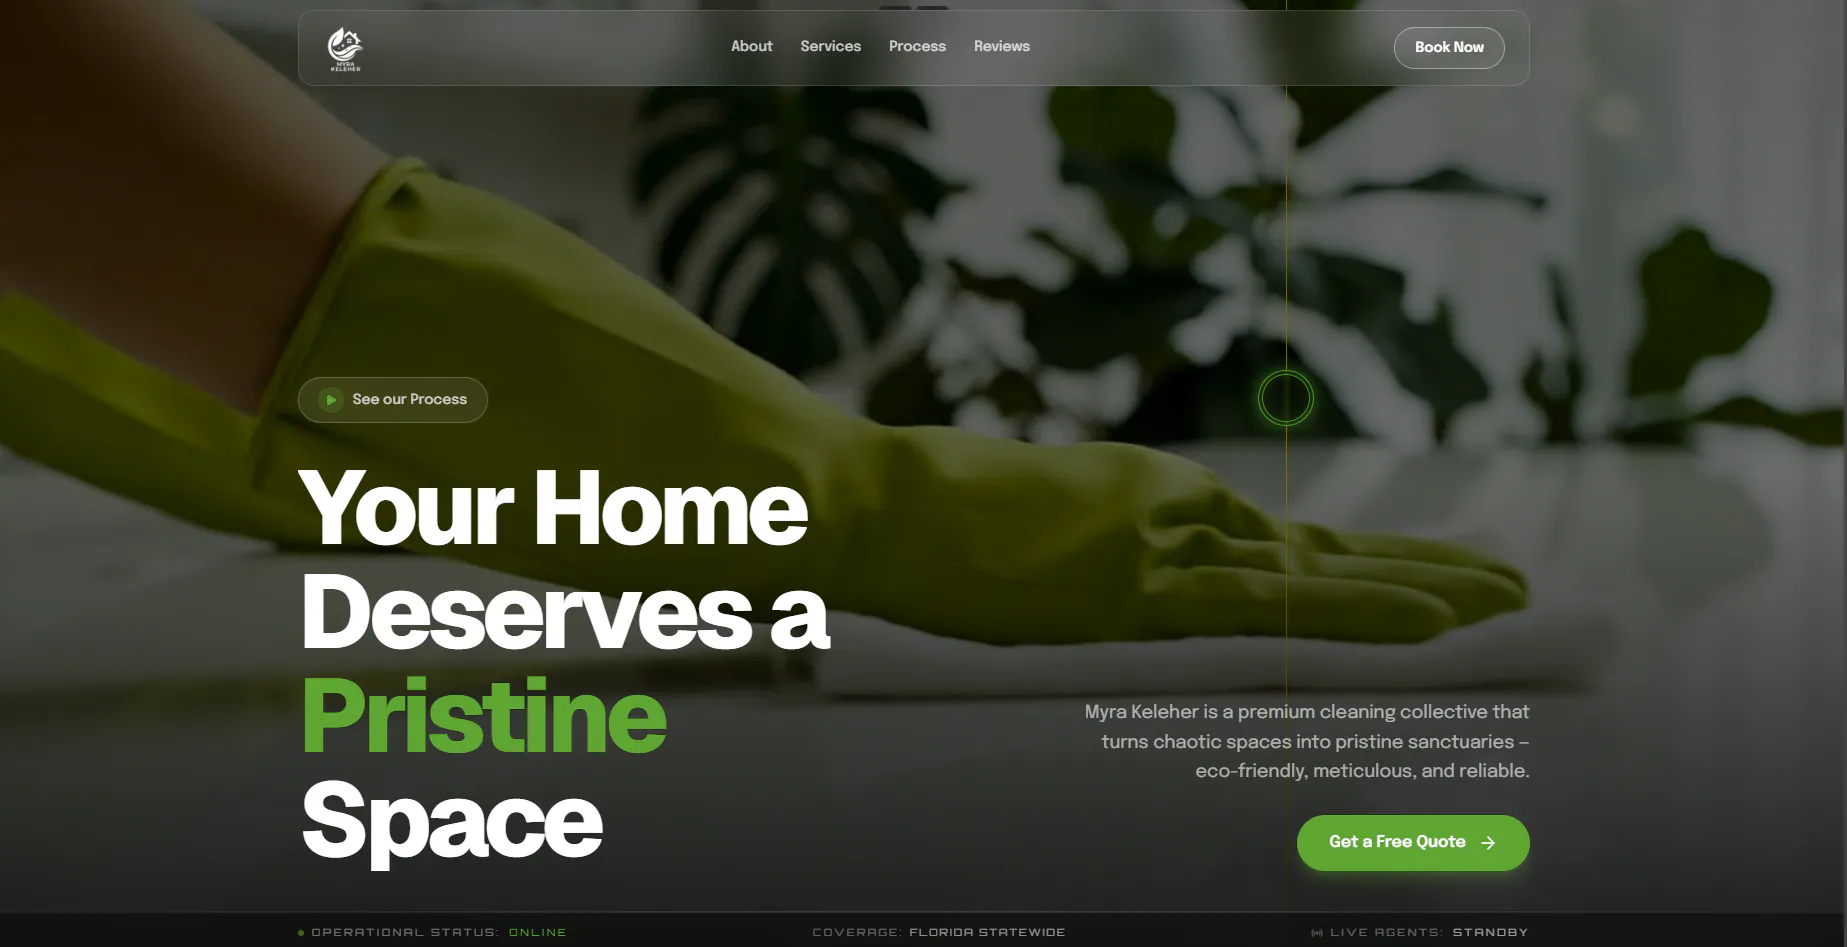 MYRA
KELEHER
About
Services
Process
Reviews
Book Now
See our Process
Your Home
Deserves a
Pristine
Space
Myra Keleher is a premium cleaning collective that
turns chaotic spaces into pristine sanctuaries –
eco-friendly, meticulous, and reliable.
Get a Free Quote
OPERATIONAL STATUS: ONLINE
COVERAGE: FLORIDA STATEWIDE
LIVE AGENTS: STANDBY